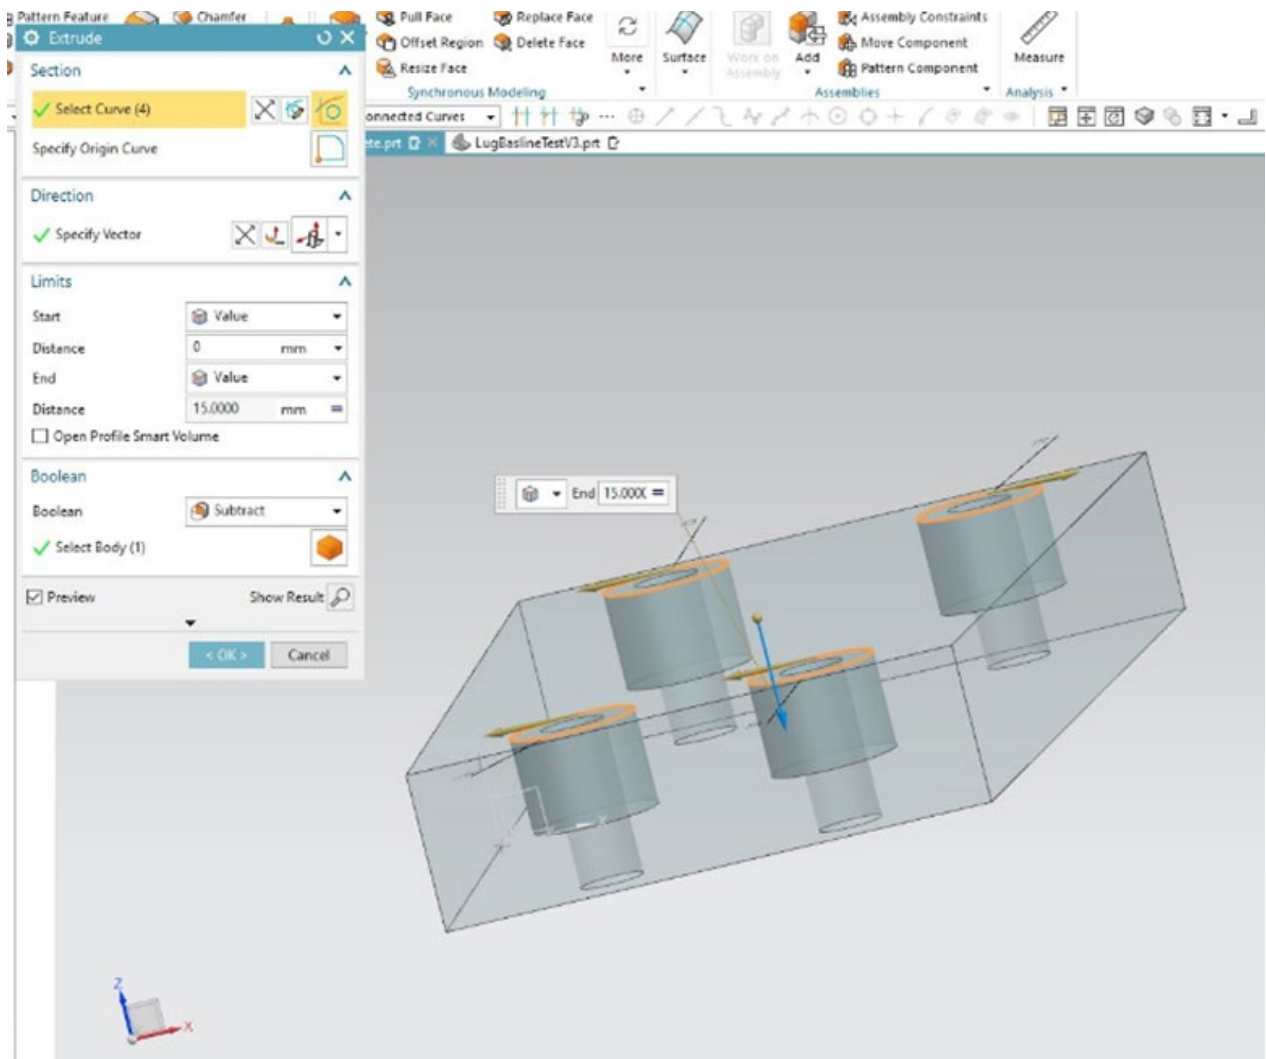 Pattern Feature
Chamfer
Pull Face
Replace Face
Assembly Constraints
Extrude
Offset Region
Delete Face
Move Component
More
Surface
Work on
Assembly
Add
Measure
Resize Face
Pattern Component
Synchronous Modeling
Assemblies
Analysis
Section
Select Curve (4)
onnected Curves
Specify Origin Curve
ete.prt
LugBaslineTestV3.prt
Direction
Specify Vector
Limits
Start
Value
Distance
0 mm
End
Value
Distance
15.0000 mm
Open Profile Smart Volume
Boolean
Boolean
Subtract
Select Body (1)
Preview
Show Result
< OK >
Cancel
End 15.000(
Z
X